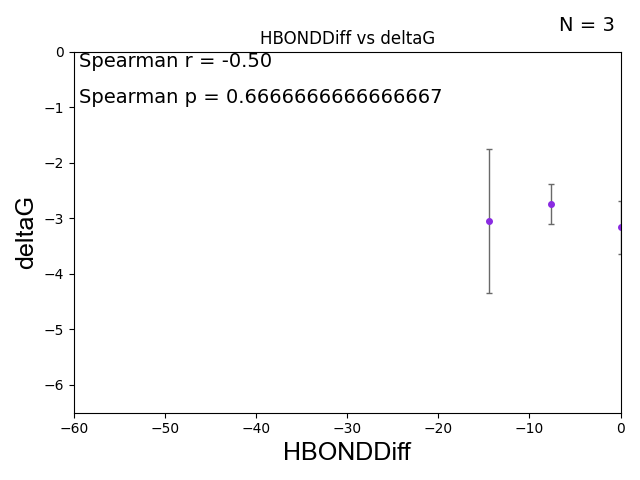 N = 3
HBONDDiff vs deltaG
Spearman r = -0.50
Spearman p = 0.6666666666666667
deltaG
0
−1
−2
−3
−4
−5
−6
−60
−50
−40
−30
−20
−10
0
HBONDDiff